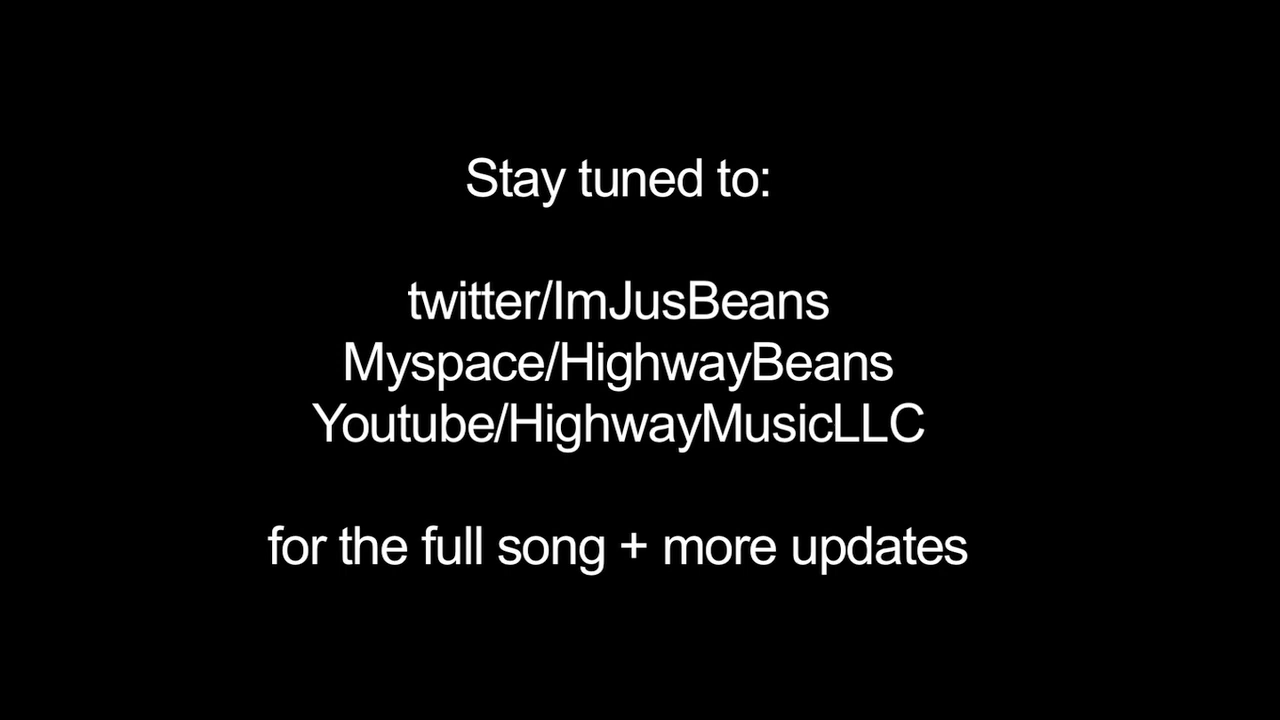 Stay tuned to:
twitter/ImJusBeans
Myspace/HighwayBeans
Youtube/HighwayMusicLLC
for the full song + more updates